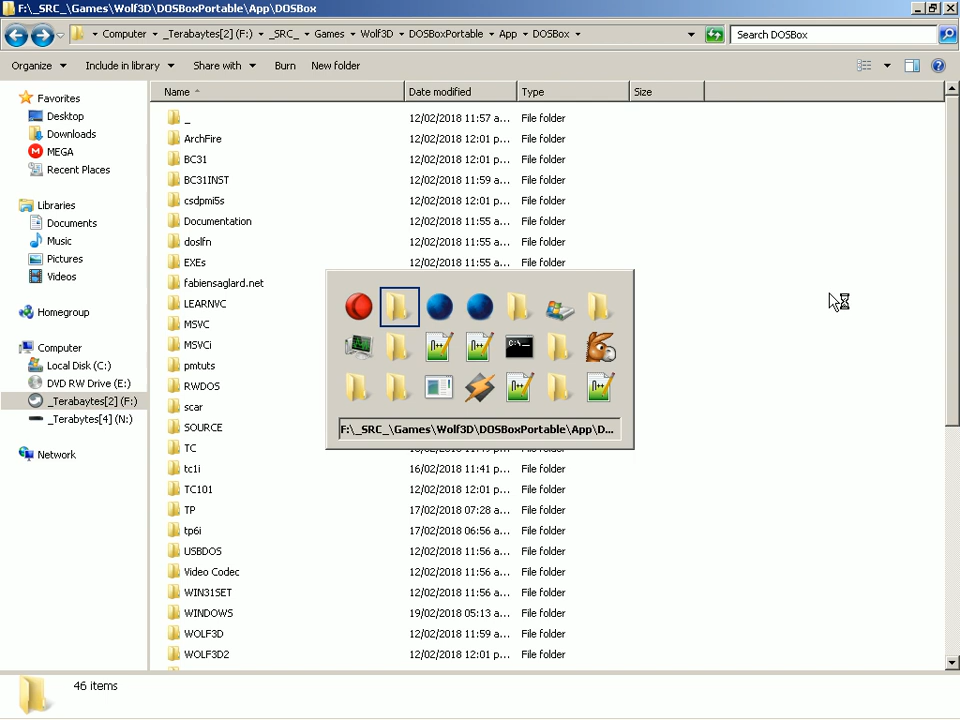 F:\_SRC_\Games\Wolf3D\DOSBoxPortable\App\DOSBox
Computer _Terabaytes[2] (F:) _SRC_ Games Wolf3D DOSBoxPortable App DOSBox Search DOSBox
Organize Include in library Share with Burn New folder
Name Date modified Type Size
Favorites
Desktop
Downloads
MEGA
Recent Places
Libraries
Documents
Music
Pictures
Videos
Homegroup
Computer
Local Disk (C:)
DVD RW Drive (E:)
_Terabaytes[2] (F:)
_Terabytes[4] (N:)
Network
_ 12/02/2018 11:57 a... File folder
ArchFire 12/02/2018 12:01 p... File folder
BC31 12/02/2018 12:01 p... File folder
BC31INST 12/02/2018 11:59 a... File folder
csdpmi5s 12/02/2018 12:01 p... File folder
Documentation 12/02/2018 11:55 a... File folder
doslfn 12/02/2018 11:55 a... File folder
EXEs 12/02/2018 11:55 a... File folder
fabiensaglard.net
LEARNVC
MSVC
MSVCi
pmtuts
RWDOS
scar
SOURCE
TC File folder
tc1i 16/02/2018 11:41 p... File folder
TC101 12/02/2018 12:01 p... File folder
TP 17/02/2018 07:28 a... File folder
tp6i 17/02/2018 06:56 a... File folder
USBDOS 12/02/2018 11:56 a... File folder
Video Codec 12/02/2018 11:56 a... File folder
WIN31SET 12/02/2018 11:56 a... File folder
WINDOWS 19/02/2018 05:13 a... File folder
WOLF3D 12/02/2018 11:59 a... File folder
WOLF3D2 12/02/2018 12:01 p... File folder
C:\_
F:\_SRC_\Games\Wolf3D\DOSBoxPortable\App\D...
46 items